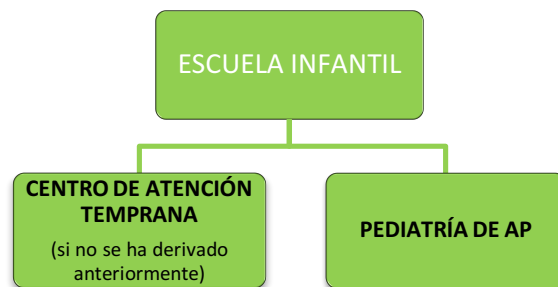 ESCUELA INFANTIL
CENTRO DE ATENCIÓN
TEMPRANA
(si no se ha derivado
anteriormente)
PEDIATRÍA DE AP